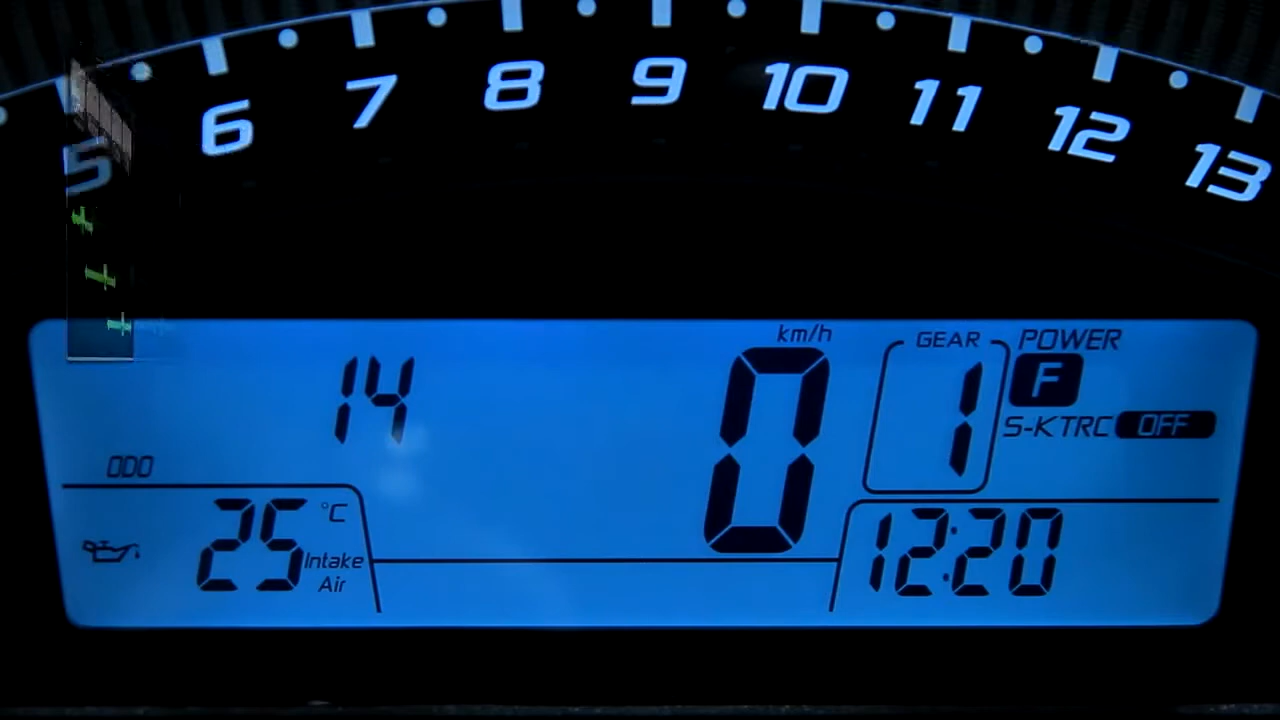 5 6 7 8 9 10 11 12 13
km/h GEAR POWER
F
14 0 1
S-KTRC OFF
ODO
25 °C 12:20
Intake
Air